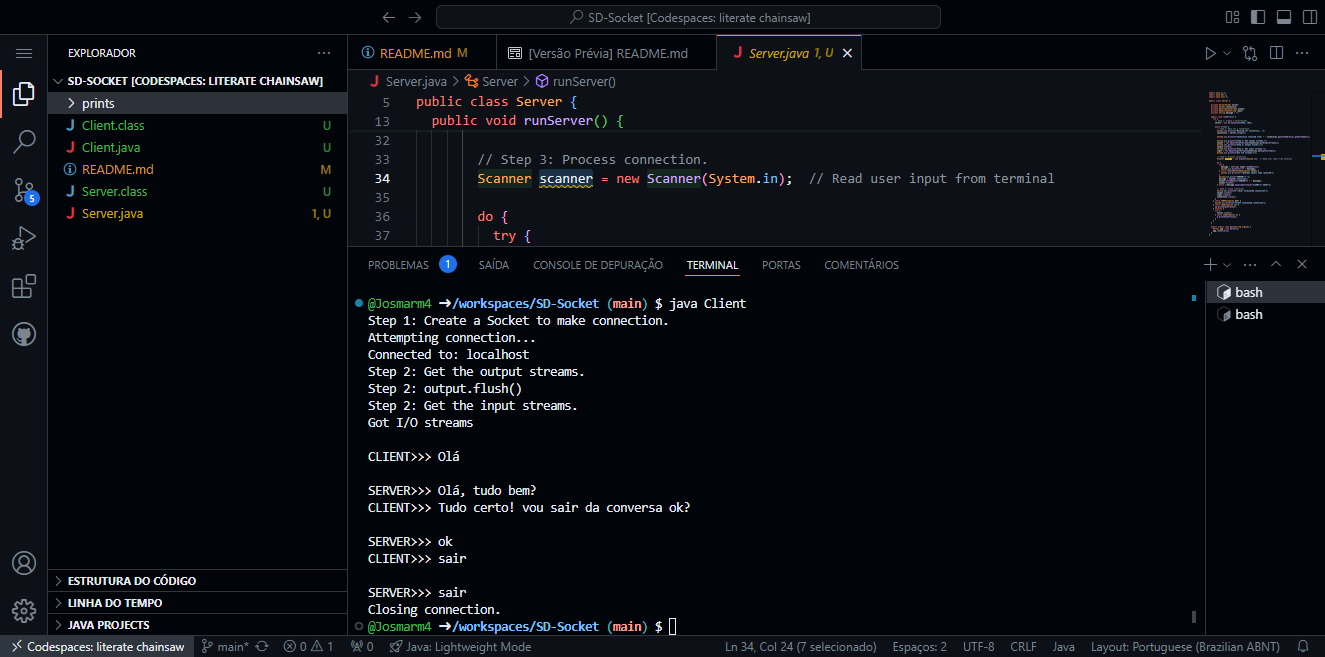 SD-Socket [Codespaces: literate chainsaw]
EXPLORADOR
SD-SOCKET [CODESPACES: LITERATE CHAINSAW]
prints
Client.class U
Client.java U
README.md M
Server.class U
Server.java 1, U
ESTRUTURA DO CÓDIGO
LINHA DO TEMPO
JAVA PROJECTS
5
README.md M
[Versão Prévia] README.md
Server.java 1, U
Server.java > Server > runServer()
5 public class Server {
13 public void runServer() {
32
33 // Step 3: Process connection.
34 Scanner scanner = new Scanner(System.in); // Read user input from terminal
35
36 do {
37 try {
PROBLEMAS 1 SAÍDA CONSOLE DE DEPURAÇÃO TERMINAL PORTAS COMENTÁRIOS
@Josmarm4 ➜/workspaces/SD-Socket (main) $ java Client
Step 1: Create a Socket to make connection.
Attempting connection...
Connected to: localhost
Step 2: Get the output streams.
Step 2: output.flush()
Step 2: Get the input streams.
Got I/O streams
CLIENT>>> Olá
SERVER>>> Olá, tudo bem?
CLIENT>>> Tudo certo! vou sair da conversa ok?
SERVER>>> ok
CLIENT>>> sair
SERVER>>> sair
Closing connection.
@Josmarm4 ➜/workspaces/SD-Socket (main) $
bash
bash
Codespaces: literate chainsaw main* 0 1 0 Java: Lightweight Mode Ln 34, Col 24 (7 selecionado) Espaços: 2 UTF-8 CRLF Java Layout: Portuguese (Brazilian ABNT)